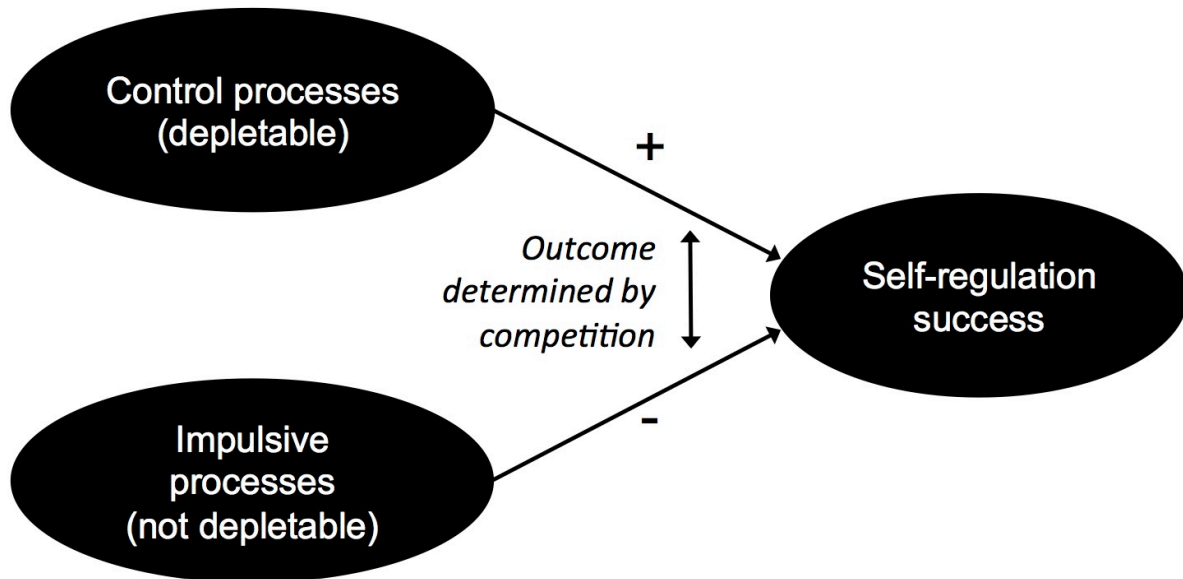 Control processes
(depletable)
+
Outcome
determined by
competition
Self-regulation
success
-
Impulsive
processes
(not depletable)